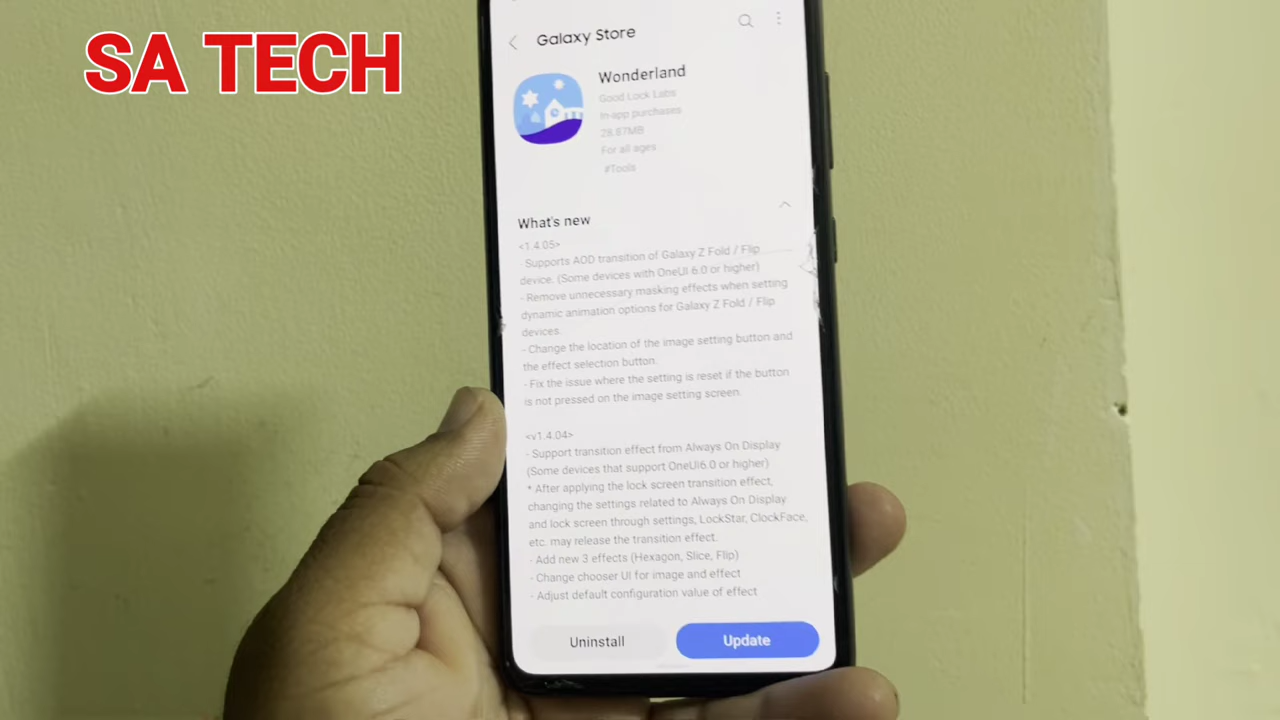 SA TECH
Galaxy Store
Wonderland
Good Lock Labs
In-app purchases
28.87MB
For all ages
#Tools
What's new
<1.4.05>
- Supports AOD transition of Galaxy Z Fold / Flip
device. (Some devices with OneUI 6.0 or higher)
- Remove unnecessary masking effects when setting
dynamic animation options for Galaxy Z Fold / Flip
devices.
- Change the location of the image setting button and
the effect selection button.
- Fix the issue where the setting is reset if the button
is not pressed on the image setting screen.
<v1.4.04>
- Support transition effect from Always On Display
(Some devices that support OneUI6.0 or higher)
* After applying the lock screen transition effect,
changing the settings related to Always On Display
and lock screen through settings, LockStar, ClockFace,
etc. may release the transition effect.
- Add new 3 effects (Hexagon, Slice, Flip)
- Change chooser UI for image and effect
- Adjust default configuration value of effect
Uninstall
Update